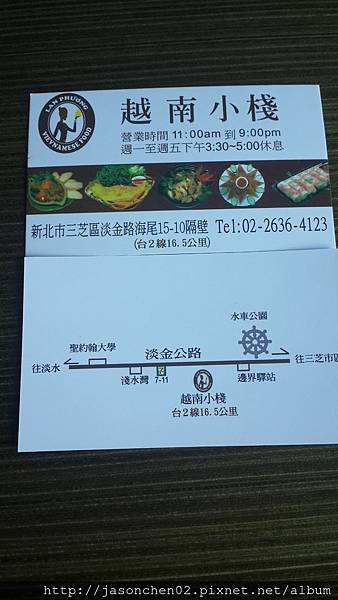 LAN PHƯƠNG
VIETNAMESE FOOD
越南小棧
營業時間 11:00am 到 9:00pm
週一至週五下午3:30~5:00休息
新北市三芝區淡金路海尾15-10隔壁 Tel:02-2636-4123
(台2線16.5公里)
水車公園
聖約翰大學
淡金公路
往淡水
往三芝市區
淺水灣
7-11
邊界驛站
越南小棧
台2線16.5公里
http://jasonchen02.pixnet.net/album